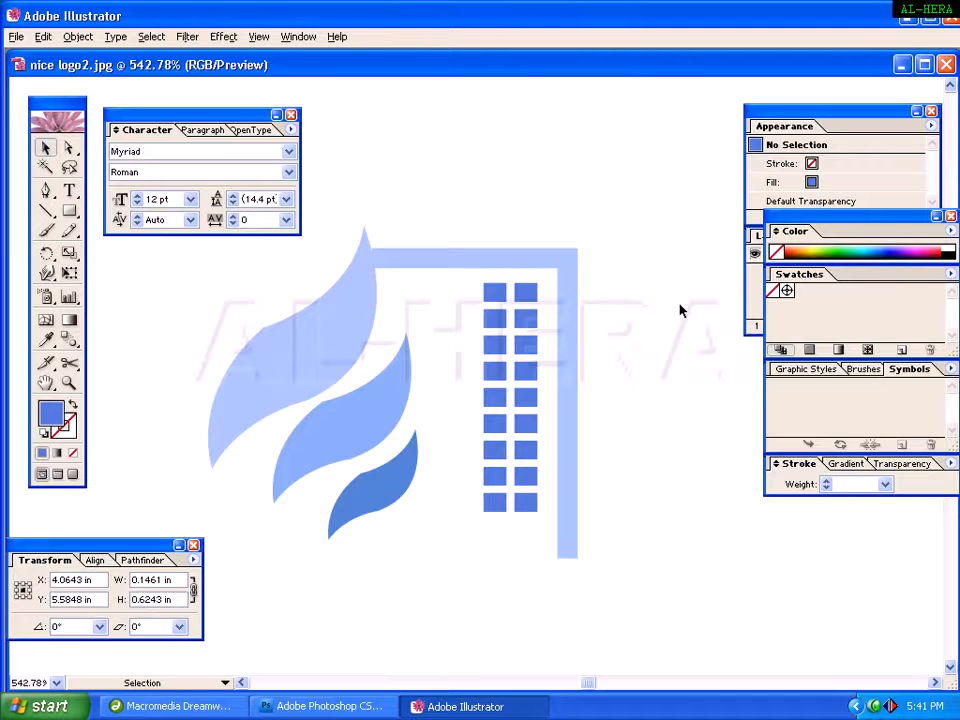 AL-HERA
Adobe Illustrator
File Edit Object Type Select Filter Effect View Window Help
nice logo2.jpg @ 542.78% (RGB/Preview)
Character Paragraph OpenType
Myriad
Roman
12 pt (14.4 pt)
Auto 0
Appearance
No Selection
Stroke:
Fill:
Default Transparency
Color
Swatches
1
Graphic Styles Brushes Symbols
Stroke Gradient Transparency
Weight:
AL-HERA
Transform Align Pathfinder
X: 4.0643 in W: 0.1461 in
Y: 5.5848 in H: 0.6243 in
0° 0°
542.789 Selection
start Macromedia Dreamw... Adobe Photoshop CS... Adobe Illustrator 5:41 PM